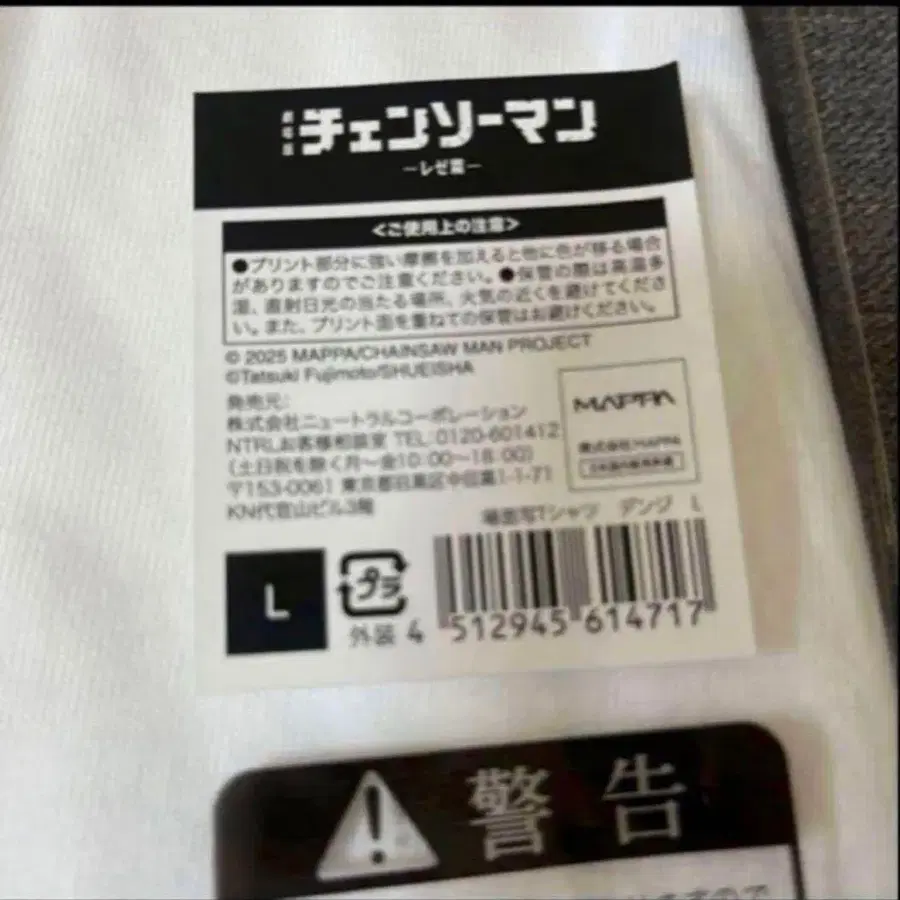 劇場版
チェンソーマン
―レゼ篇―
<ご使用上の注意>
●プリント部分に強い摩擦を加えると他に色が移る場合
がありますのでご注意ください。●保管の際は高温多
湿、直射日光の当たる場所、火気の近くを避けてくださ
い。また、プリント面を重ねての保管はお避けください。
© 2025 MAPPA/CHAINSAW MAN PROJECT
©Tatsuki Fujimoto/SHUEISHA
発売元:
株式会社ニュートラルコーポレーション
NTRLお客様相談室 TEL:0120-601412
(土日祝を除く月～金10:00～18:00)
〒153-0061 東京都目黒区中目黒1-1-71
KN代官山ビル3階
MAPPA
株式会社MAPPA
場面写Tシャツ デンジ L
L
プラ
外装
4 512945 614717
警告